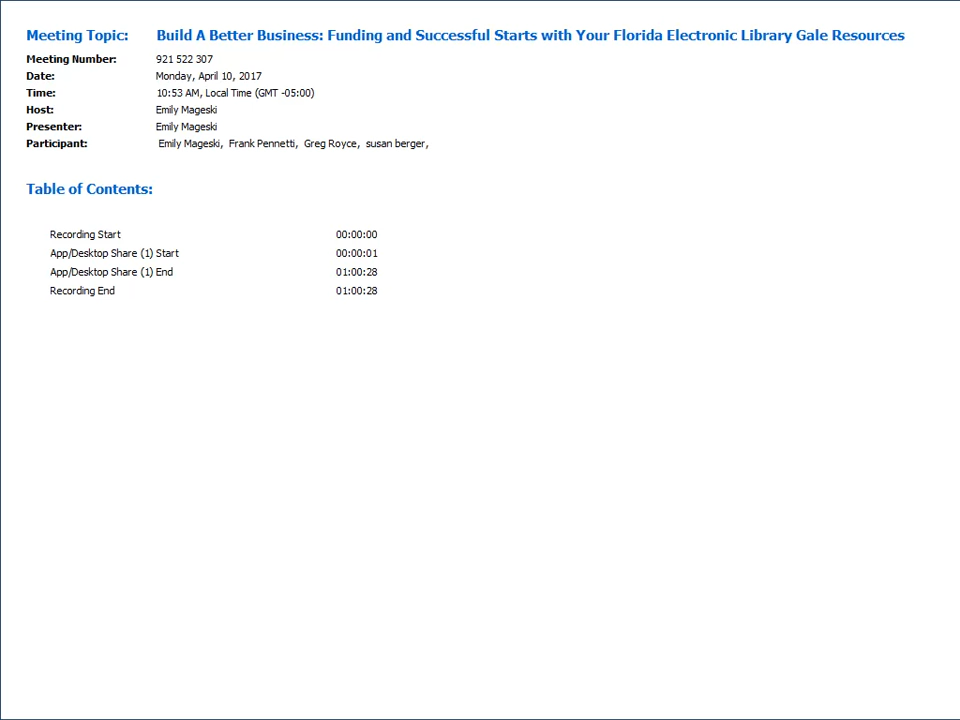 Meeting Topic: Build A Better Business: Funding and Successful Starts with Your Florida Electronic Library Gale Resources
Meeting Number: 921 522 307
Date: Monday, April 10, 2017
Time: 10:53 AM, Local Time (GMT -05:00)
Host: Emily Mageski
Presenter: Emily Mageski
Participant: Emily Mageski, Frank Pennetti, Greg Royce, susan berger,
Table of Contents:
Recording Start 00:00:00
App/Desktop Share (1) Start 00:00:01
App/Desktop Share (1) End 01:00:28
Recording End 01:00:28